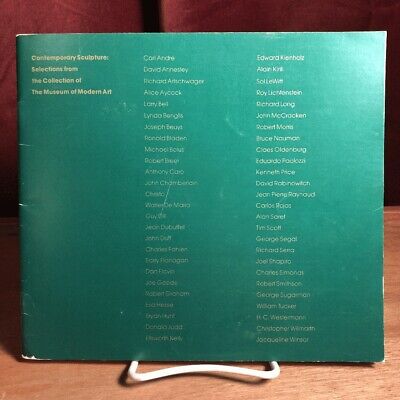 Contemporary Sculpture:
Selections from
the Collection of
The Museum of Modern Art
Carl Andre
David Annesley
Richard Artschwager
Alice Aycock
Larry Bell
Lynda Benglis
Joseph Beuys
Ronald Bladen
Michael Bolus
Robert Breer
Anthony Caro
John Chamberlain
Christo
Walter De Maria
Guy Dill
Jean Dubuffet
John Duff
Charles Fahlen
Barry Flanagan
Dan Flavin
Joe Goode
Robert Graham
Eva Hesse
Bryan Hunt
Donald Judd
Ellsworth Kelly
Edward Kienholz
Alain Kirili
Sol LeWitt
Roy Lichtenstein
Richard Long
John McCracken
Robert Morris
Bruce Nauman
Claes Oldenburg
Eduardo Paolozzi
Kenneth Price
David Rabinowitch
Jean Pierre Raynaud
Carlos Rojas
Alan Saret
Tim Scott
George Segal
Richard Serra
Joel Shapiro
Charles Simonds
Robert Smithson
George Sugarman
William Tucker
H. C. Westermann
Christopher Wilmarth
Jacqueline Winsor